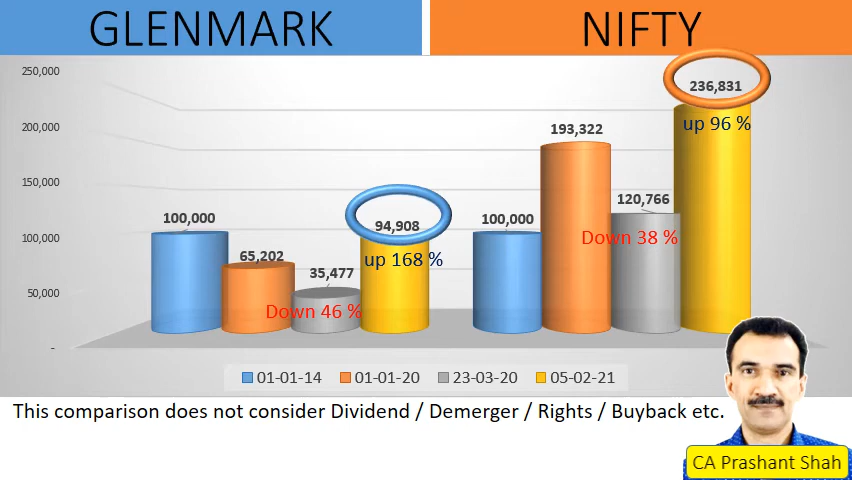 GLENMARK
NIFTY
250,000
200,000
150,000
100,000
50,000
-
100,000
65,202
35,477
94,908
Down 46 %
up 168 %
100,000
193,322
120,766
236,831
Down 38 %
up 96 %
01-01-14 01-01-20 23-03-20 05-02-21
This comparison does not consider Dividend / Demerger / Rights / Buyback etc.
CA Prashant Shah